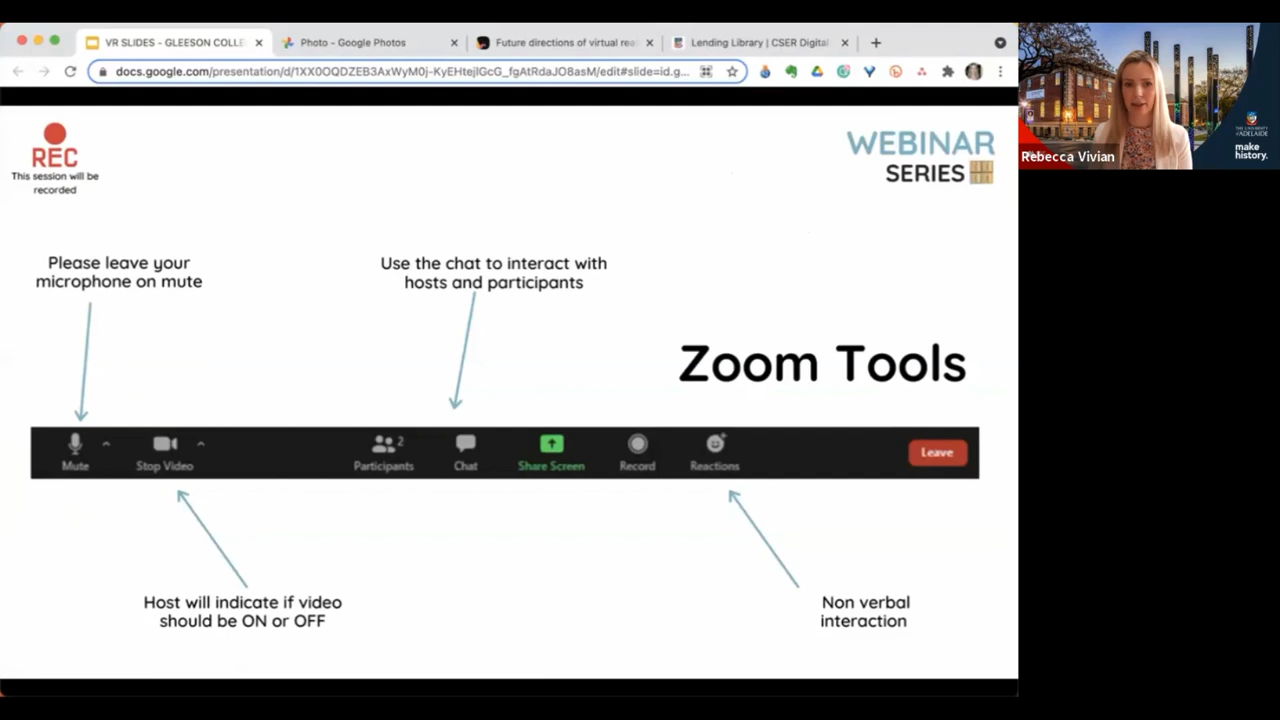 VR SLIDES - GLEESON COLLE
Photo - Google Photos
Future directions of virtual rea
Lending Library | CSER Digital
docs.google.com/presentation/d/1XX0OQDZEB3AxWyM0j-KyEHtejlGcG_fgAtRdaJO8asM/edit#slide=id.g...
REC
This session will be
recorded
WEBINAR
SERIES
THE UNIVERSITY
of ADELAIDE
make
history.
Rebecca Vivian
Please leave your
microphone on mute
Use the chat to interact with
hosts and participants
Zoom Tools
2
Mute
Stop Video
Participants
Chat
Share Screen
Record
Reactions
Leave
Host will indicate if video
should be ON or OFF
Non verbal
interaction